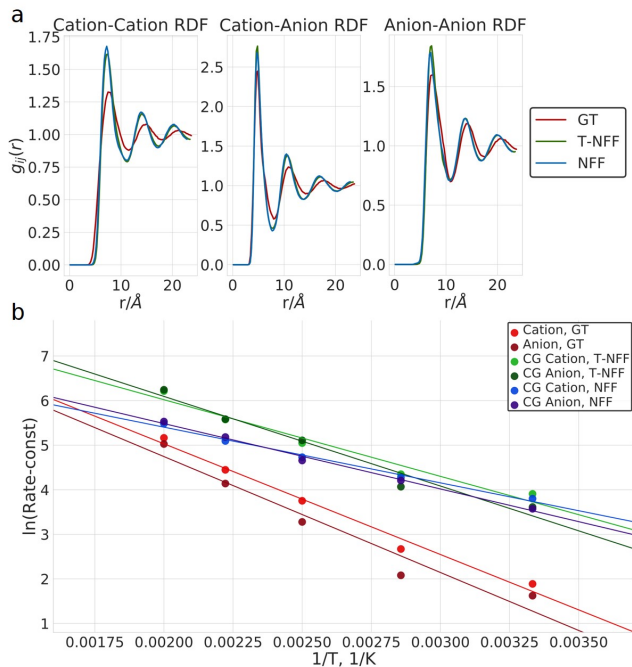 a
Cation-Cation RDF
Cation-Anion RDF
Anion-Anion RDF
g_ij(r)
1.75
1.50
1.25
1.00
0.75
0.50
0.25
0.00
0
10
20
r/Å
2.5
2.0
1.5
1.0
0.5
0.0
0
10
20
r/Å
1.5
1.0
0.5
0.0
0
10
20
r/Å
GT
T-NFF
NFF
b
ln(Rate-const)
7
6
5
4
3
2
1
Cation, GT
Anion, GT
CG Cation, T-NFF
CG Anion, T-NFF
CG Cation, NFF
CG Anion, NFF
0.00175 0.00200 0.00225 0.00250 0.00275 0.00300 0.00325 0.00350
1/T, 1/K